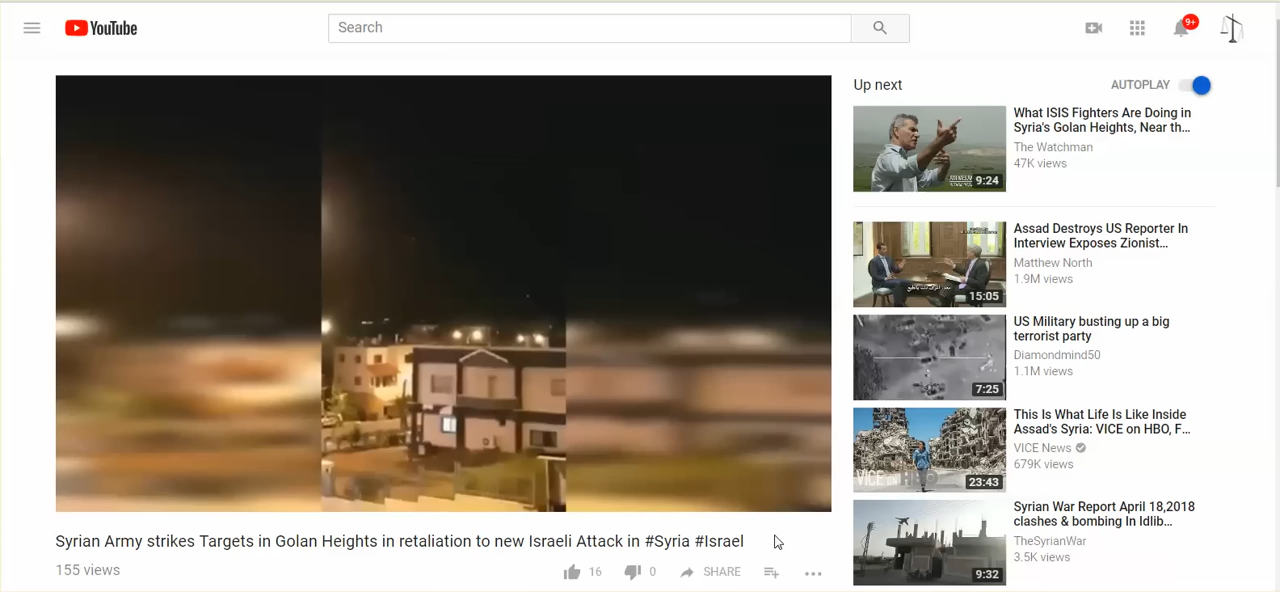 YouTube
Search
9+
Up next
AUTOPLAY
9:24
What ISIS Fighters Are Doing in
Syria's Golan Heights, Near th...
The Watchman
47K views
15:05
Assad Destroys US Reporter In
Interview Exposes Zionist...
Matthew North
1.9M views
7:25
US Military busting up a big
terrorist party
Diamondmind50
1.1M views
VICE ON H
23:43
This Is What Life Is Like Inside
Assad's Syria: VICE on HBO, F...
VICE News
679K views
9:32
Syrian War Report April 18,2018
clashes & bombing In Idlib...
TheSyrianWar
3.5K views
Syrian Army strikes Targets in Golan Heights in retaliation to new Israeli Attack in #Syria #Israel
155 views
16
0
SHARE